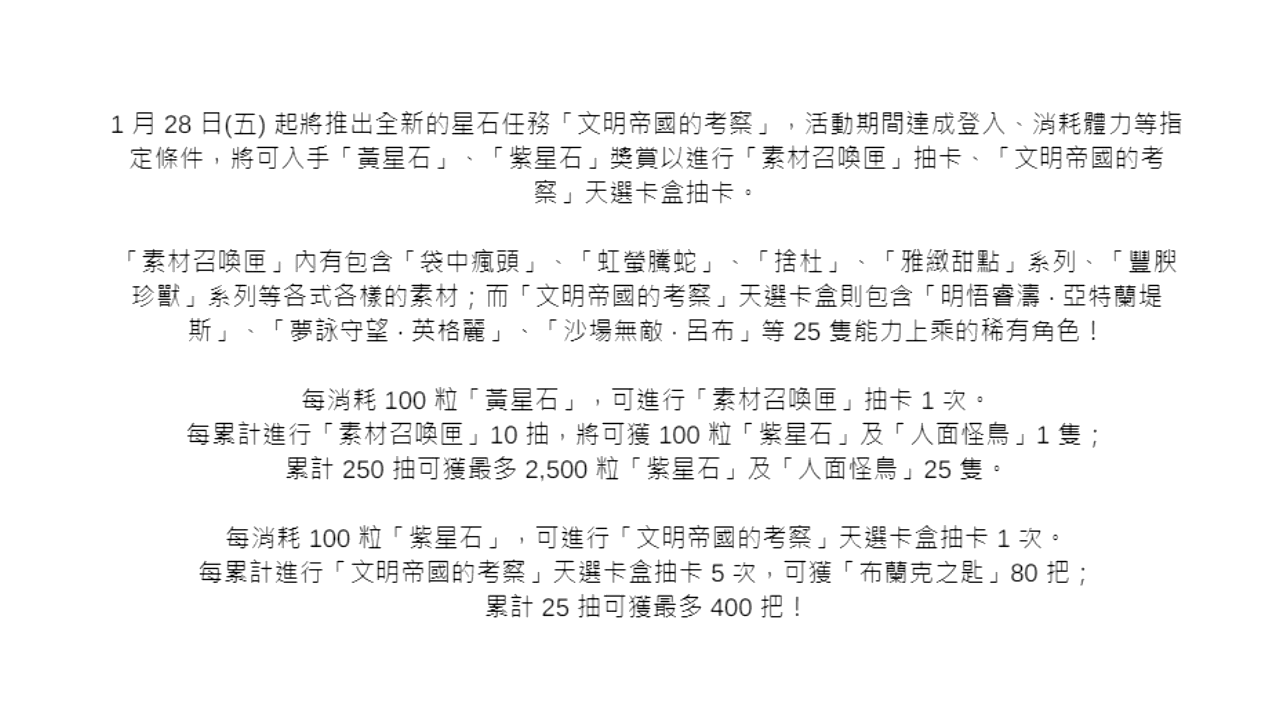 1 月 28 日(五) 起將推出全新的星石任務「文明帝國的考察」，活動期間達成登入、消耗體力等指
定條件，將可入手「黃星石」、「紫星石」獎賞以進行「素材召喚匣」抽卡、「文明帝國的考
察」天選卡盒抽卡。
「素材召喚匣」內有包含「袋中瘋頭」、「虹螢騰蛇」、「捨杜」、「雅緻甜點」系列、「豐腴
珍獸」系列等各式各樣的素材；而「文明帝國的考察」天選卡盒則包含「明悟睿濤 ‧ 亞特蘭堤
斯」、「夢詠守望 ‧ 英格麗」、「沙場無敵 ‧ 呂布」等 25 隻能力上乘的稀有角色！
每消耗 100 粒「黃星石」，可進行「素材召喚匣」抽卡 1 次。
每累計進行「素材召喚匣」10 抽，將可獲 100 粒「紫星石」及「人面怪鳥」1 隻；
累計 250 抽可獲最多 2,500 粒「紫星石」及「人面怪鳥」25 隻。
每消耗 100 粒「紫星石」，可進行「文明帝國的考察」天選卡盒抽卡 1 次。
每累計進行「文明帝國的考察」天選卡盒抽卡 5 次，可獲「布蘭克之匙」80 把；
累計 25 抽可獲最多 400 把！